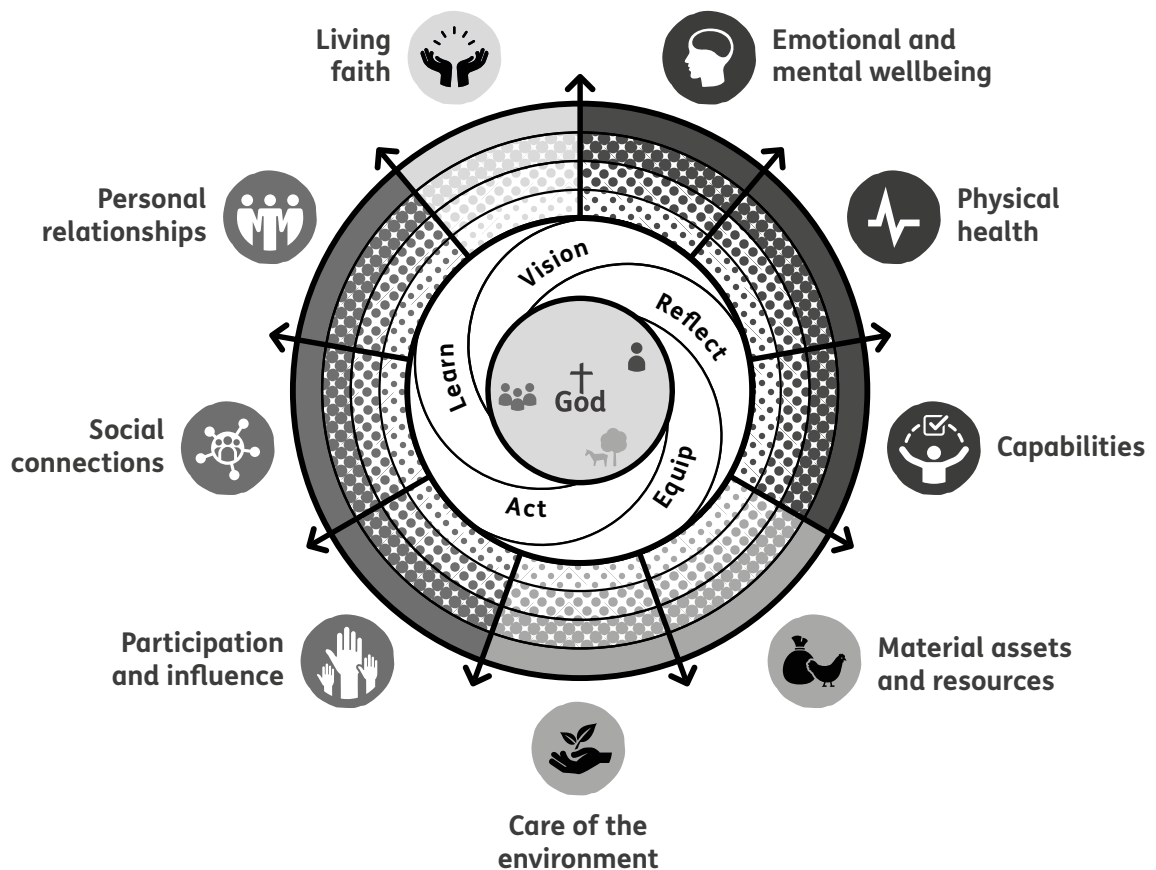 Living
faith
Emotional and
mental wellbeing
Personal
relationships
Physical
health
Vision
Reflect
Learn
God
Equip
Act
Social
connections
Capabilities
Participation
and influence
Material assets
and resources
Care of the
environment